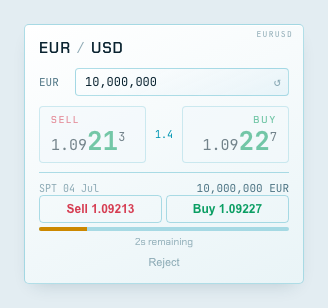 EURUSD
EUR / USD
EUR 10,000,000 ↺
SELL BUY
1.09213 1.4 1.09227
SPT 04 Jul 10,000,000 EUR
Sell 1.09213 Buy 1.09227
2s remaining
Reject